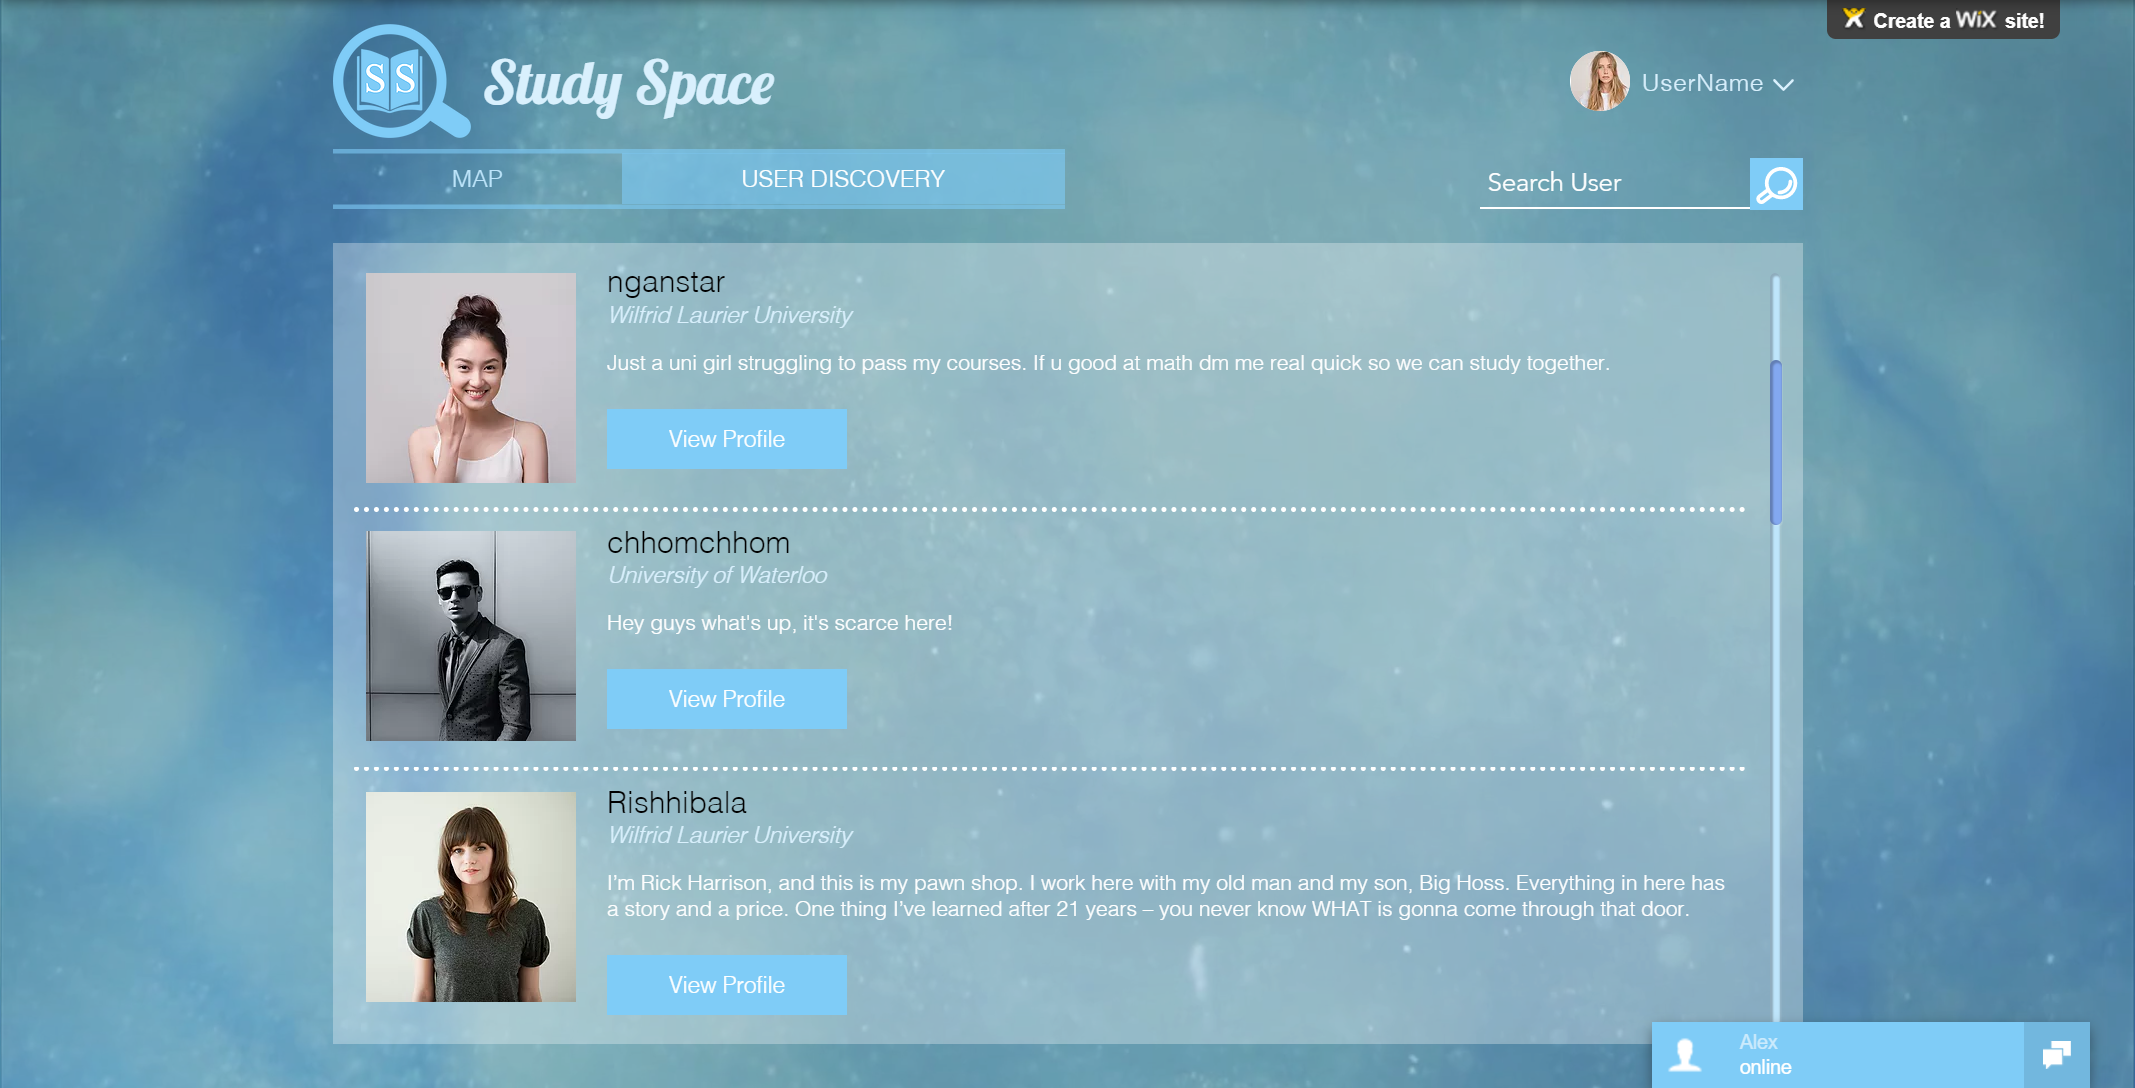 Create a WiX site!
SS
Study Space
UserName
MAP
USER DISCOVERY
Search User
nganstar
Wilfrid Laurier University
Just a uni girl struggling to pass my courses. If u good at math dm me real quick so we can study together.
View Profile
chhomchhom
University of Waterloo
Hey guys what's up, it's scarce here!
View Profile
Rishhibala
Wilfrid Laurier University
I’m Rick Harrison, and this is my pawn shop. I work here with my old man and my son, Big Hoss. Everything in here has
a story and a price. One thing I’ve learned after 21 years – you never know WHAT is gonna come through that door.
View Profile
Alex
online